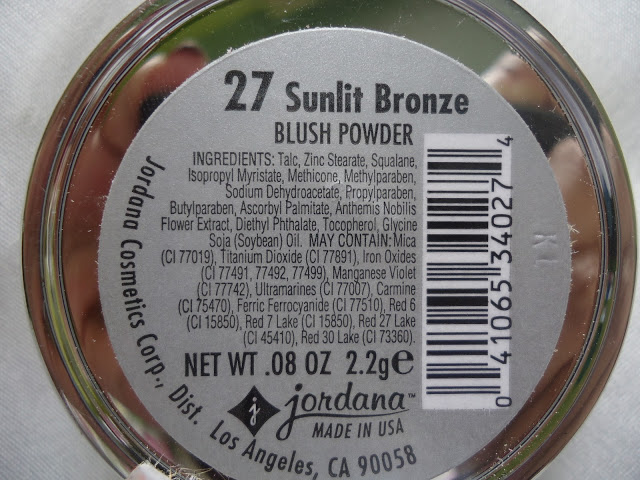 27 Sunlit Bronze
BLUSH POWDER
INGREDIENTS: Talc, Zinc Stearate, Squalane,
Isopropyl Myristate, Methicone, Methylparaben,
Sodium Dehydroacetate, Propylparaben,
Butylparaben, Ascorbyl Palmitate, Anthemis Nobilis
Flower Extract, Diethyl Phthalate, Tocopherol, Glycine
Soja (Soybean) Oil. MAY CONTAIN: Mica
(CI 77019), Titanium Dioxide (CI 77891), Iron Oxides
(CI 77491, 77492, 77499), Manganese Violet
(CI 77742), Ultramarines (CI 77007), Carmine
(CI 75470), Ferric Ferrocyanide (CI 77510), Red 6
(CI 15850), Red 7 Lake (CI 15850), Red 27 Lake
(CI 45410), Red 30 Lake (CI 73360).
NET WT .08 OZ 2.2g e
j jordana™
MADE IN USA
Jordana Cosmetics Corp., Dist. Los Angeles, CA 90058
0 41065 34027 4